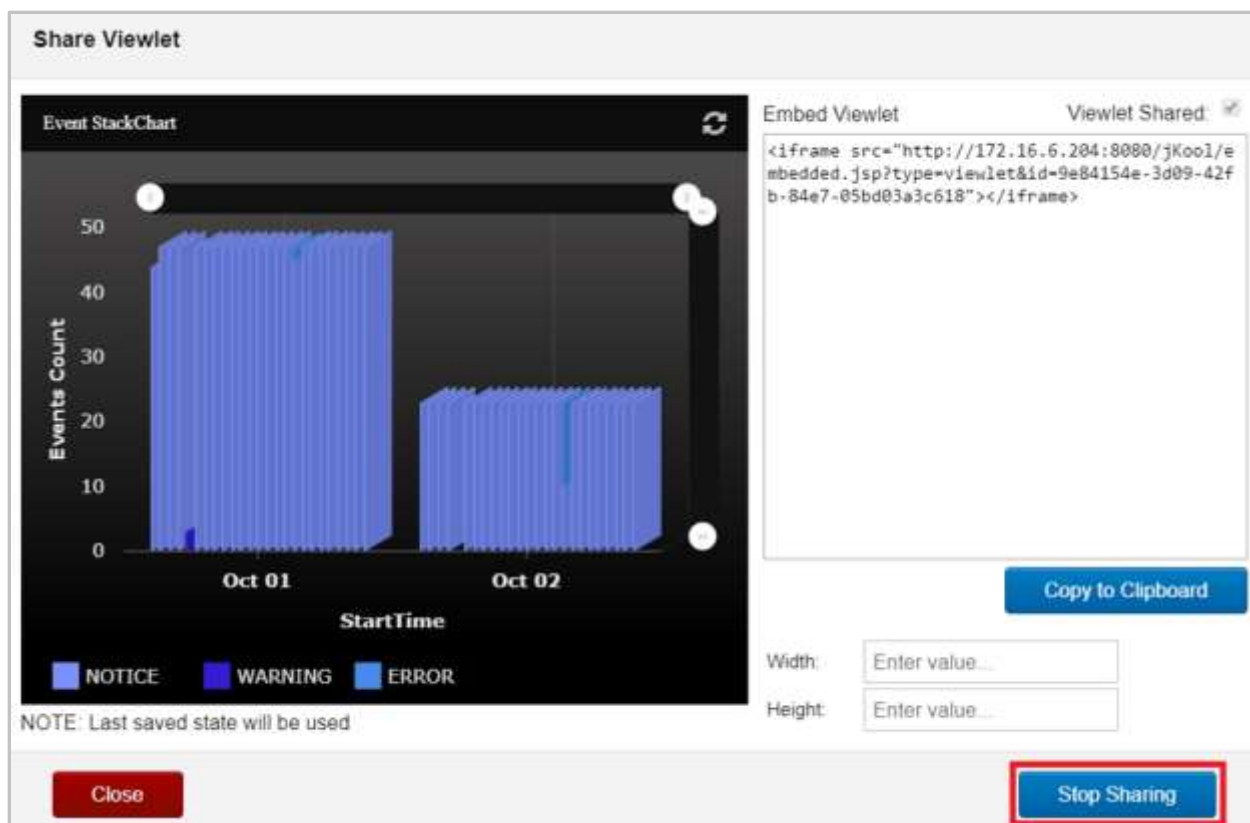 Share Viewlet
Event StackChart
Embed Viewlet
Viewlet Shared:
<iframe src="http://172.16.6.204:8080/jKool/e
mbedded.jsp?type=viewlet&id=9e84154e-3d09-42f
b-84e7-05bd03a3c618"></iframe>
50
40
30
20
10
0
Events Count
Oct 01
Oct 02
StartTime
NOTICE
WARNING
ERROR
NOTE: Last saved state will be used
Copy to Clipboard
Width:
Enter value...
Height:
Enter value...
Close
Stop Sharing